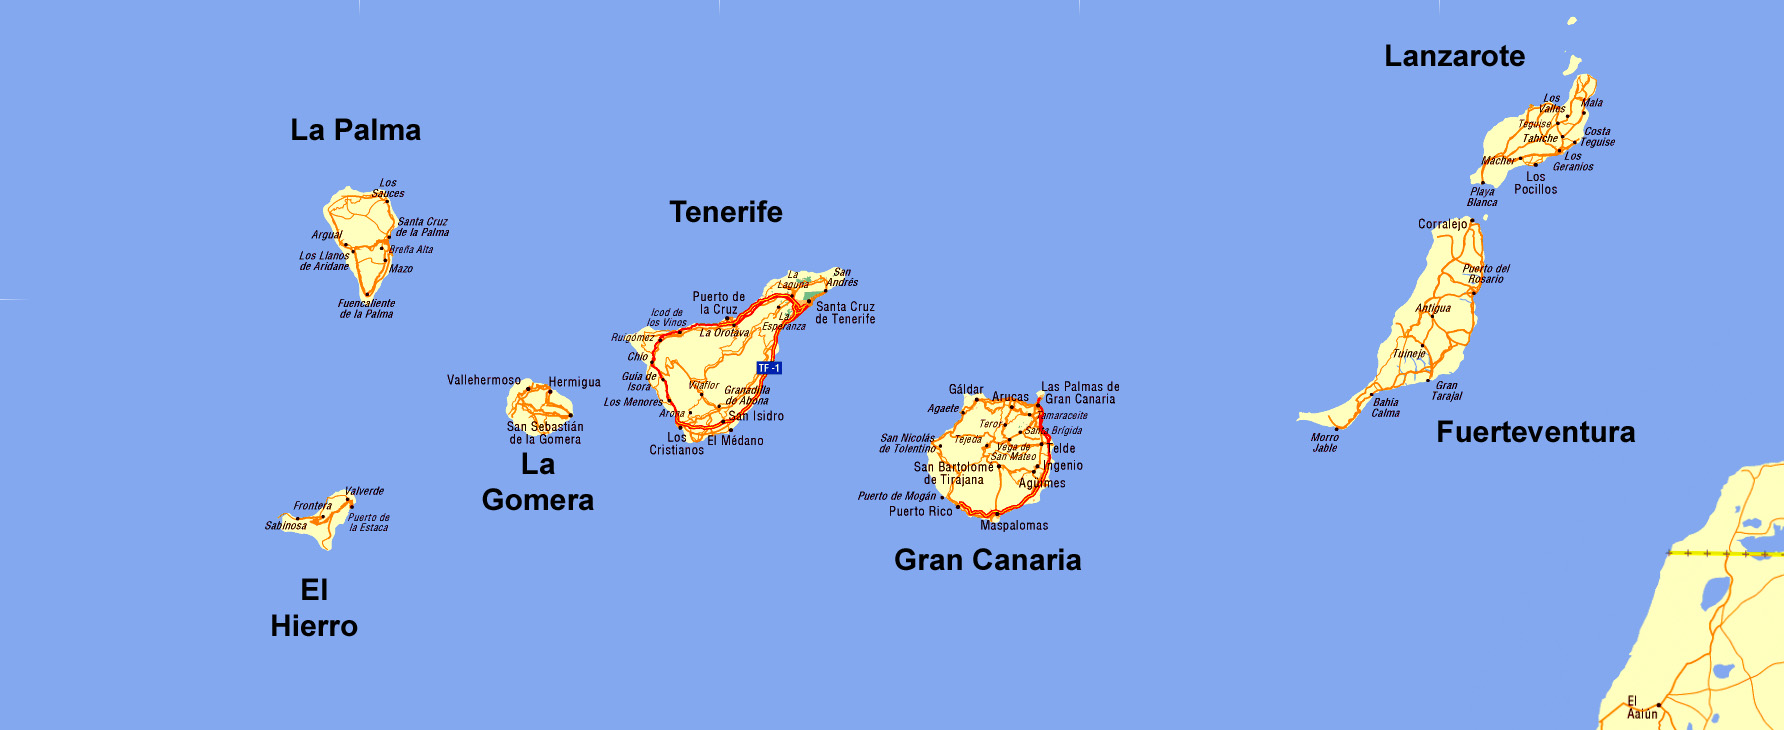 Lanzarote
Los
Valles
Mala
Teguise
Tahiche
Costa
Teguise
Macher
Los
Geranios
Los
Pocillos
Playa
Blanca
La Palma
Los
Sauces
Santa Cruz
de la Palma
Argual
Breña Alta
Los Llanos
de Aridane
Mazo
Fuencaliente
de la Palma
Tenerife
La
Laguna
San
Andrés
Puerto de
la Cruz
Santa Cruz
de Tenerife
Icod de
los Vinos
La
Esperanza
La Orotava
Ruigómez
Chío
TF-1
Guía de
Isora
Vilaflor
Granadilla
de Abona
Los Menores
Arona
San Isidro
Los
Cristianos
El Médano
Corralejo
Puerto del
Rosario
Antigua
Tuineje
Gran
Tarajal
Bahía
Calma
Morro
Jable
Fuerteventura
Vallehermoso
Hermigua
San Sebastián
de la Gomera
La
Gomera
Gáldar
Arucas
Las Palmas de
Gran Canaria
Agaete
Tamaraceite
Teror
Santa Brígida
San Nicolás
de Tolentino
Tejeda
Vega de
San Mateo
Telde
San Bartolomé
de Tirajana
Ingenio
Agüimes
Puerto de Mogán
Puerto Rico
Maspalomas
Gran Canaria
Valverde
Frontera
Sabinosa
Puerto de
la Estaca
El
Hierro
El
Aaiún